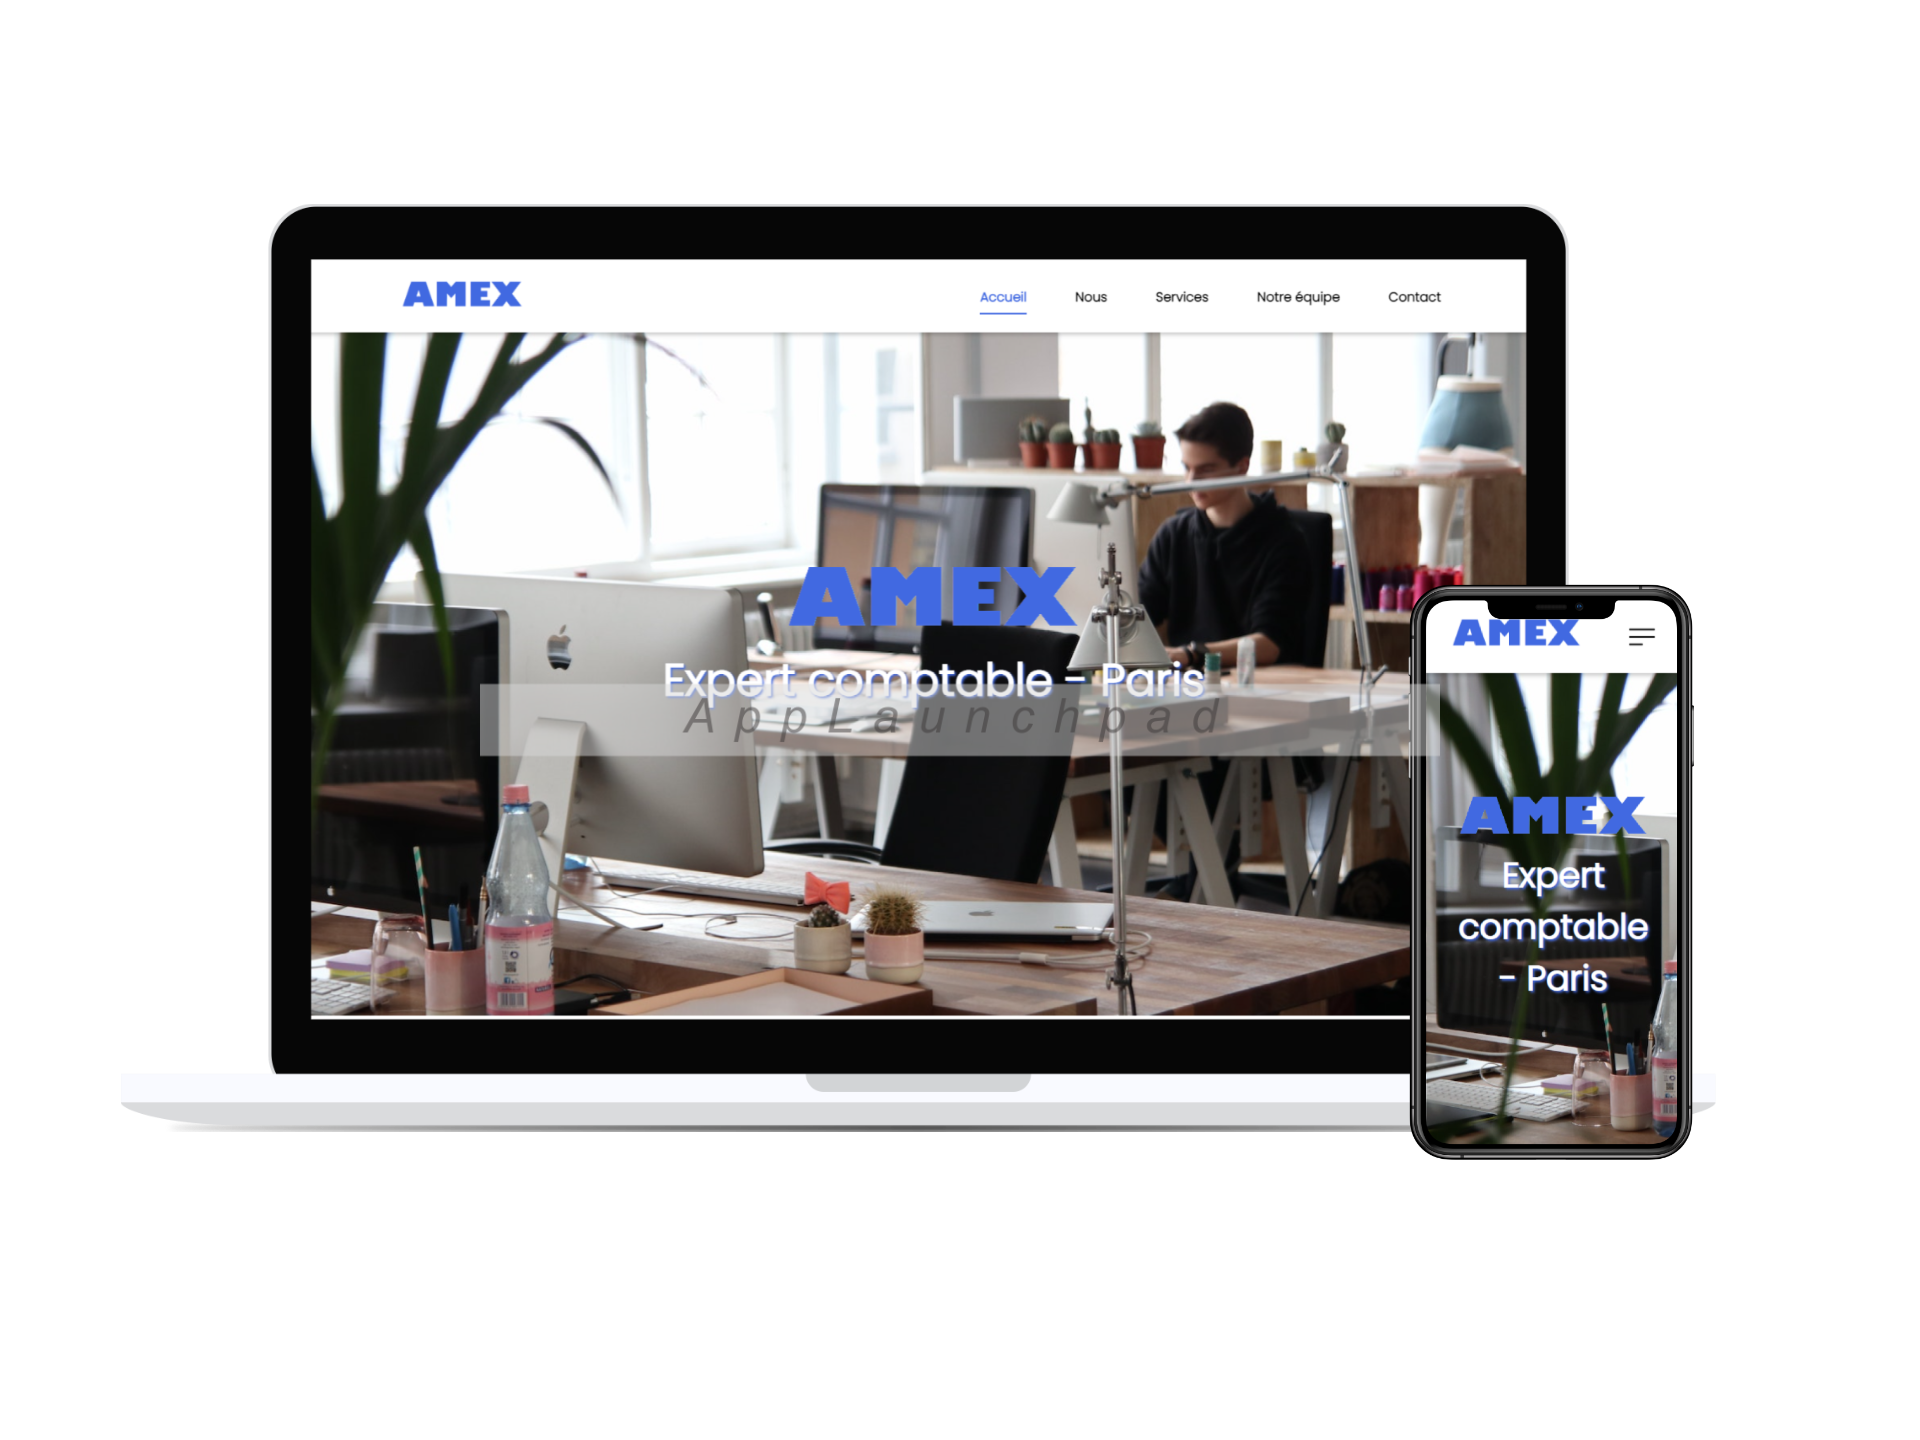 AMEX
Accueil Nous Services Notre équipe Contact
AMEX
Expert comptable - Paris
AppLaunchpad
AMEX
AMEX
Expert
comptable
- Paris